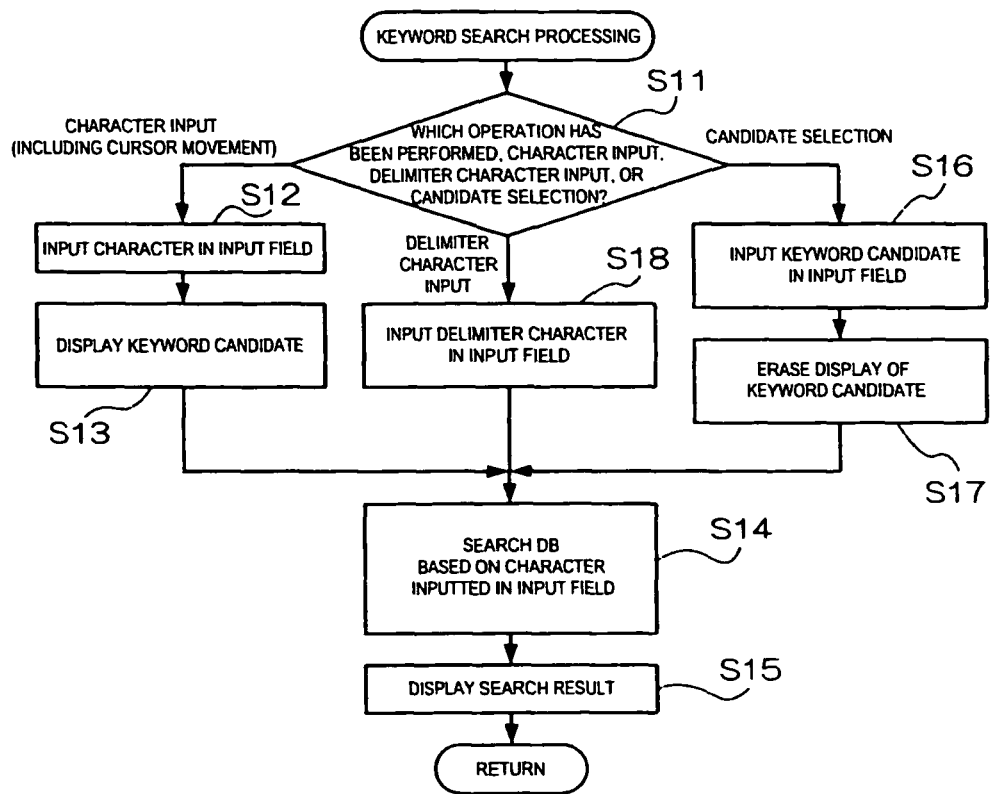 KEYWORD SEARCH PROCESSING
S11
WHICH OPERATION HAS
BEEN PERFORMED, CHARACTER INPUT,
DELIMITER CHARACTER INPUT, OR
CANDIDATE SELECTION?
CHARACTER INPUT
(INCLUDING CURSOR MOVEMENT)
CANDIDATE SELECTION
S12
INPUT CHARACTER IN INPUT FIELD
DISPLAY KEYWORD CANDIDATE
S13
DELIMITER
CHARACTER
INPUT
S18
INPUT DELIMITER CHARACTER
IN INPUT FIELD
S16
INPUT KEYWORD CANDIDATE
IN INPUT FIELD
ERASE DISPLAY OF
KEYWORD CANDIDATE
S17
S14
SEARCH DB
BASED ON CHARACTER
INPUTTED IN INPUT FIELD
S15
DISPLAY SEARCH RESULT
RETURN